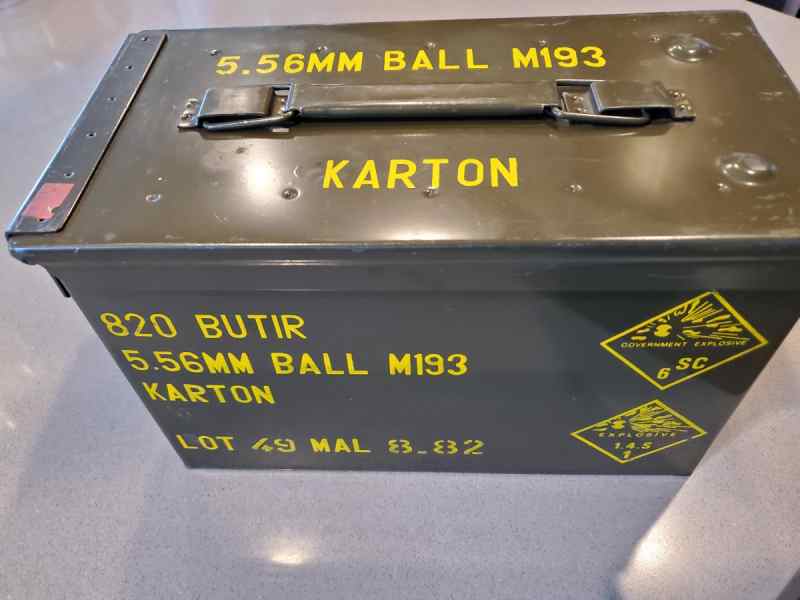 5.56MM BALL M193
KARTON
820 BUTIR
5.56MM BALL M193
KARTON
LOT 49 MAL 8.82
GOVERNMENT EXPLOSIVE
6 SC
EXPLOSIVE
1.4.S
1